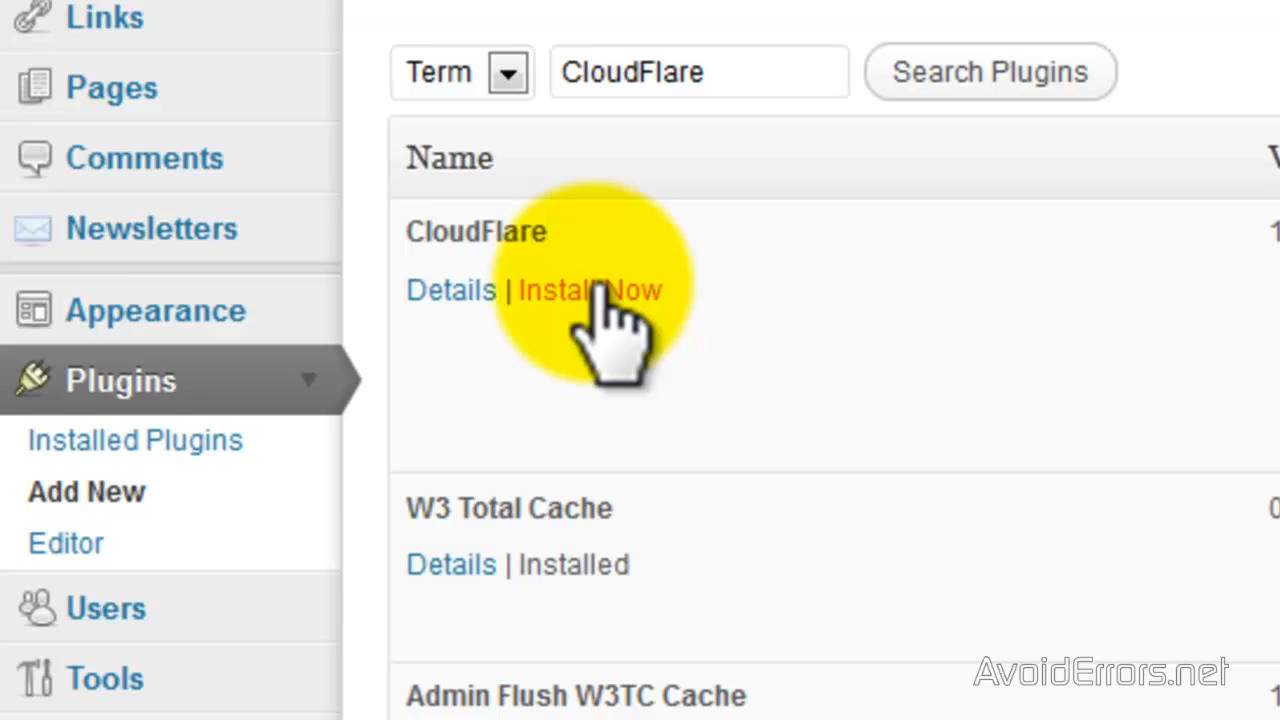 Links
Pages
Comments
Newsletters
Appearance
Plugins
Installed Plugins
Add New
Editor
Users
Tools
Term CloudFlare Search Plugins
Name
CloudFlare
Details | Install Now
W3 Total Cache
Details | Installed
Admin Flush W3TC Cache
AvoidErrors.net